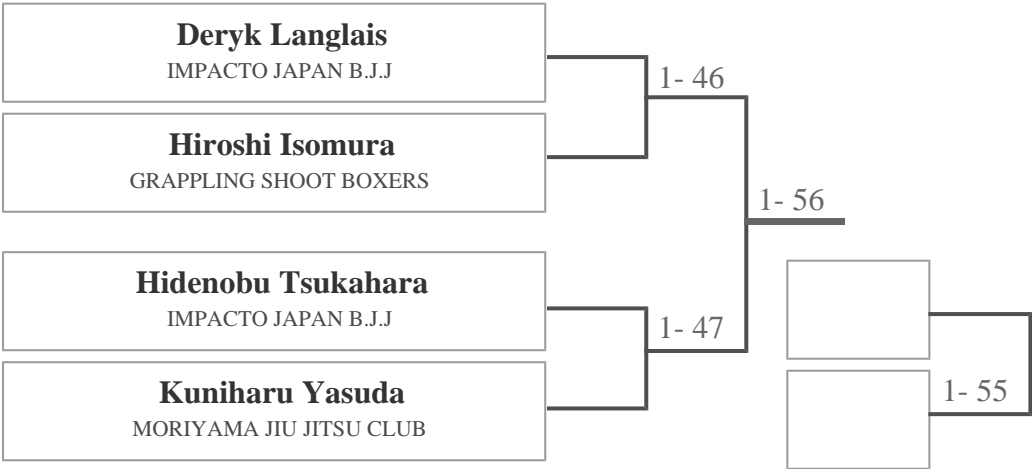 Deryk Langlais
IMPACTO JAPAN B.J.J
1- 46
Hiroshi Isomura
GRAPPLING SHOOT BOXERS
1- 56
Hidenobu Tsukahara
IMPACTO JAPAN B.J.J
1- 47
Kuniharu Yasuda
MORIYAMA JIU JITSU CLUB
1- 55